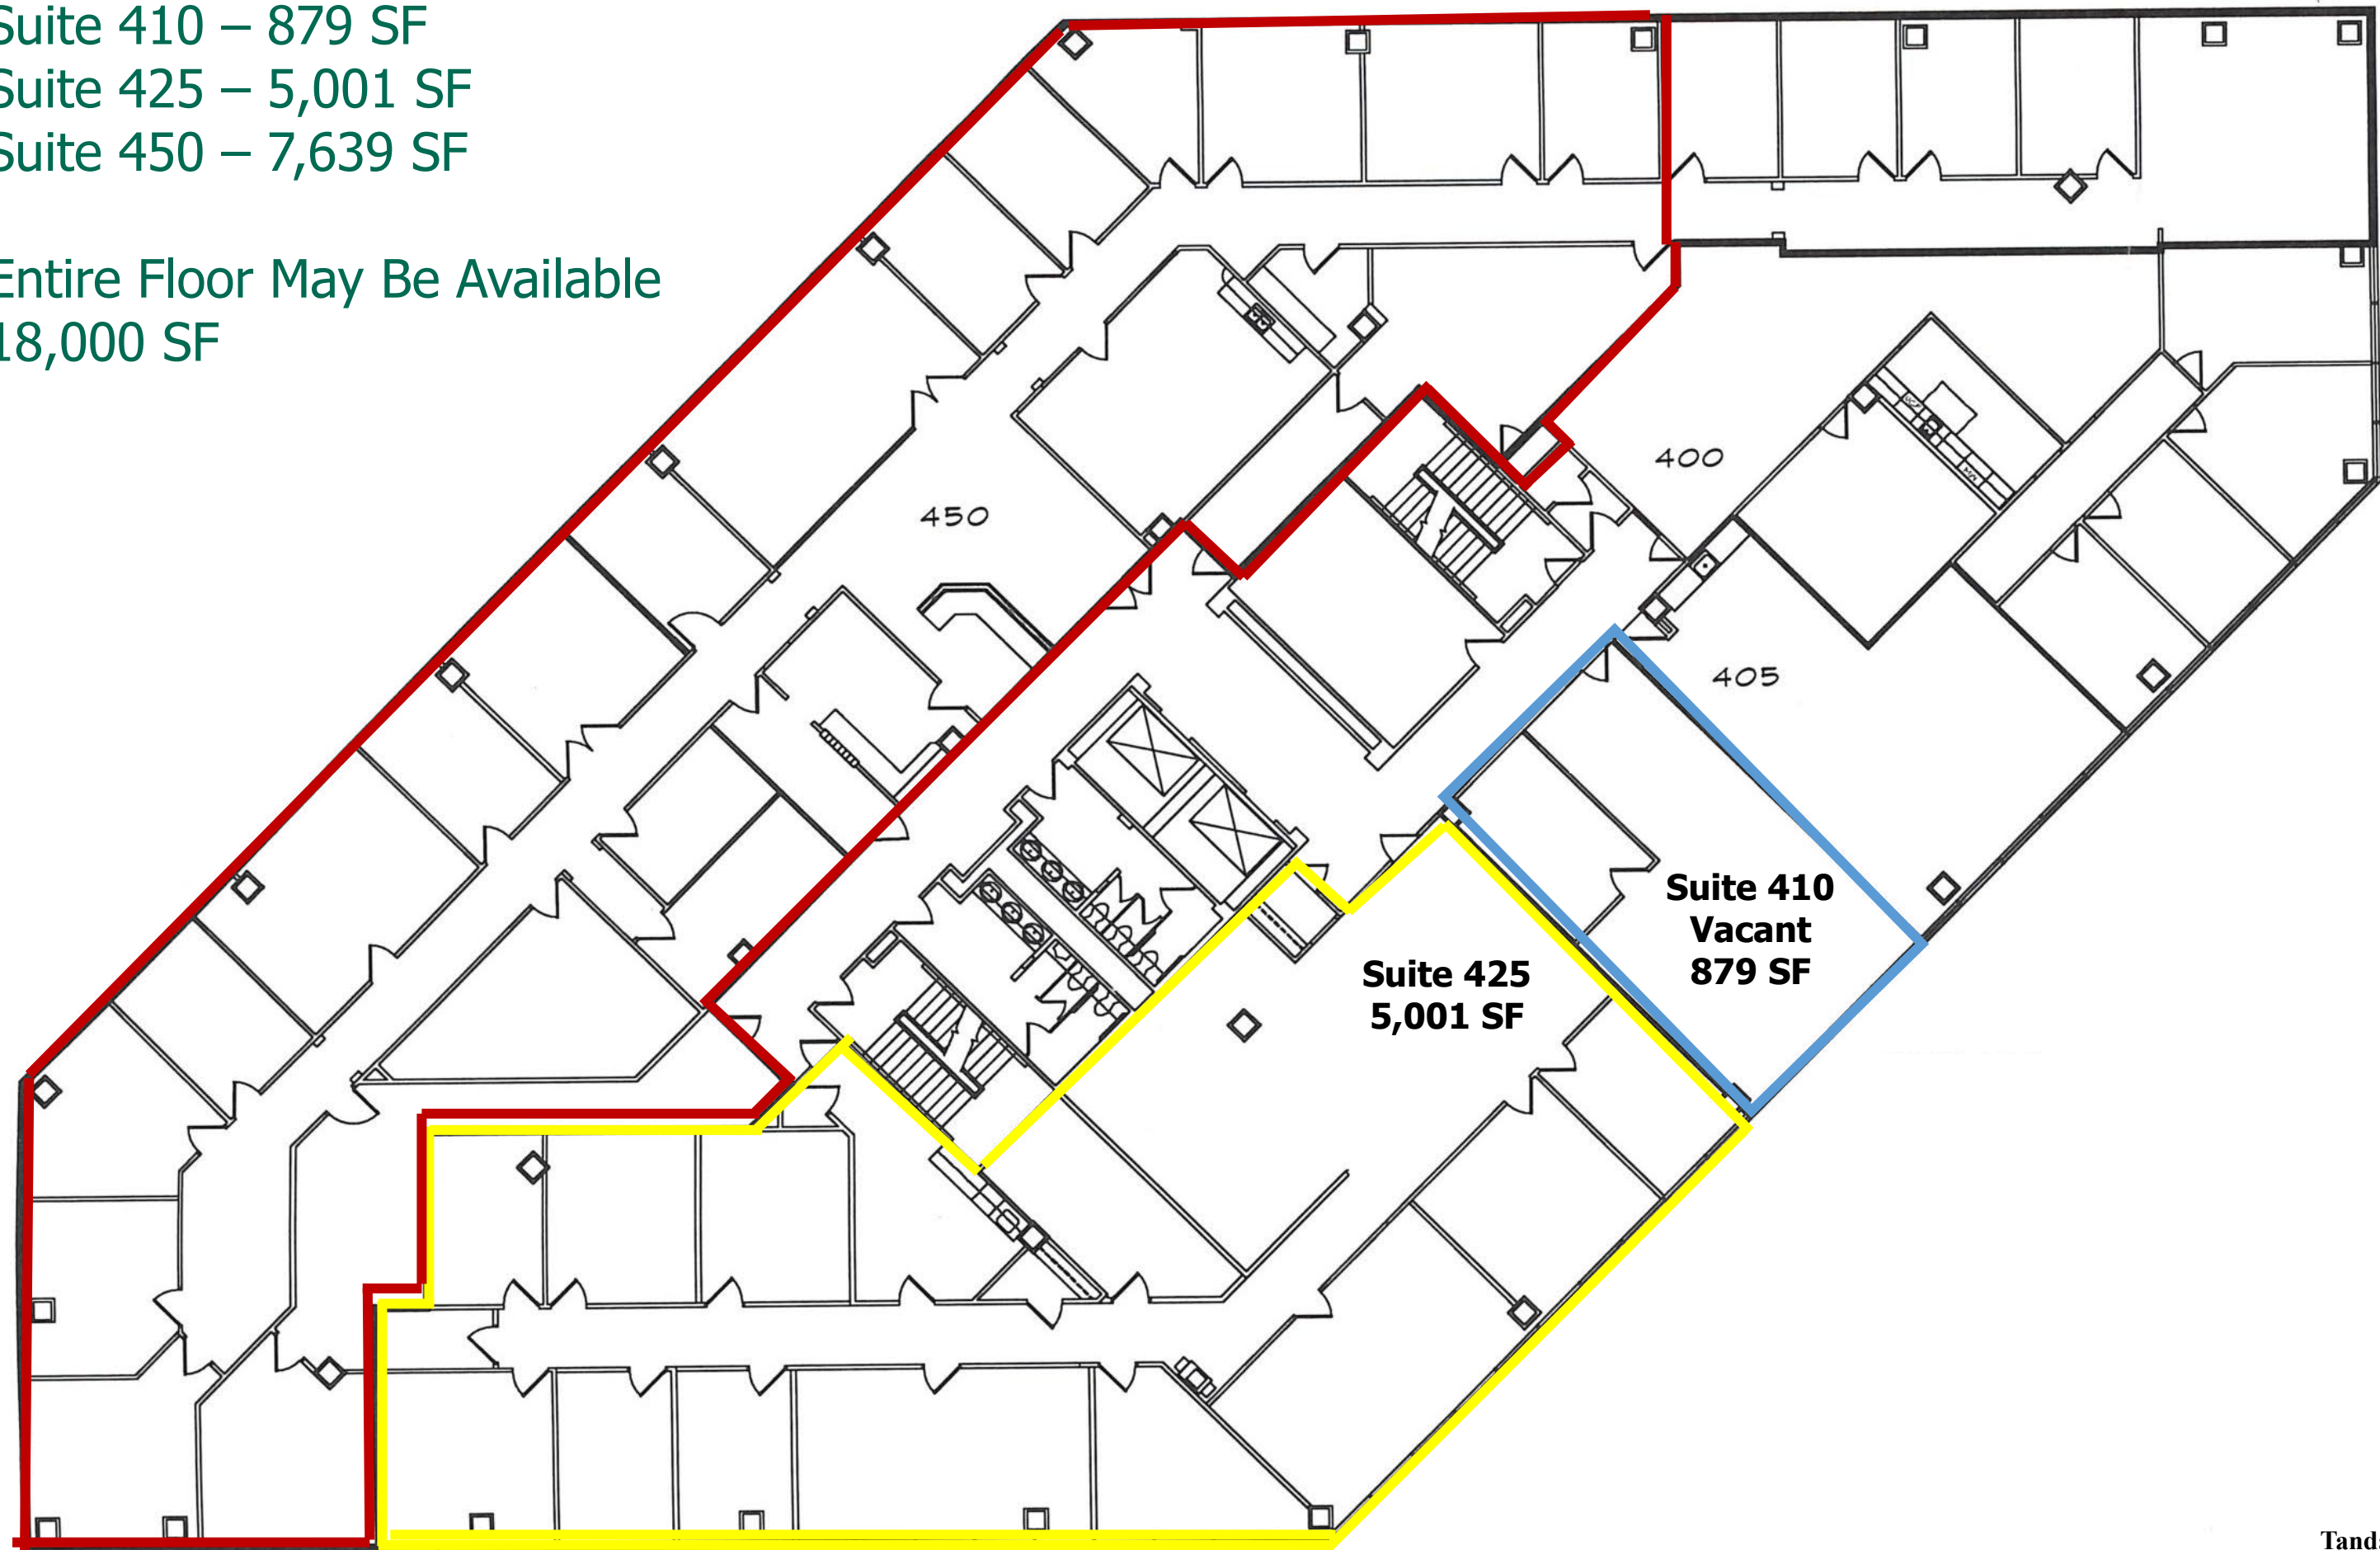 Suite 410 – 879 SF
Suite 425 – 5,001 SF
Suite 450 – 7,639 SF
Entire Floor May Be Available
18,000 SF
400
450
405
Suite 410
Vacant
879 SF
Suite 425
5,001 SF
Tand